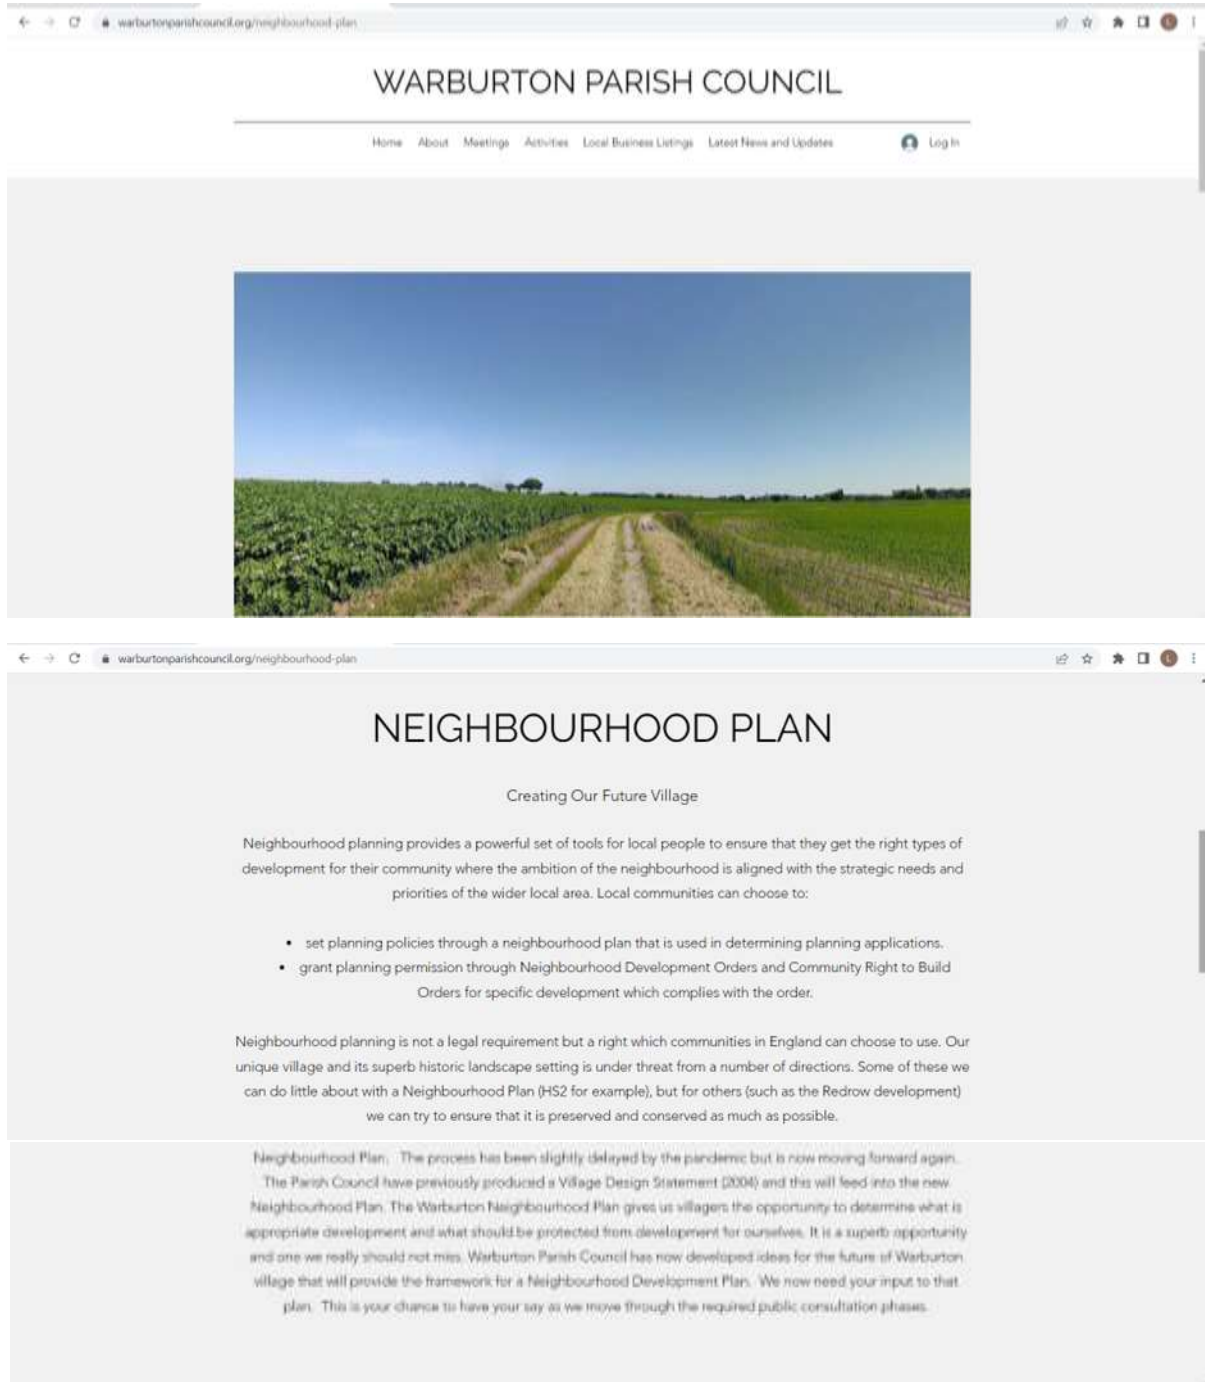 warburtonparishcouncil.org/neighbourhood-plan
WARBURTON PARISH COUNCIL
Home About Meetings Activities Local Business Listings Latest News and Updates Log In
warburtonparishcouncil.org/neighbourhood-plan
NEIGHBOURHOOD PLAN
Creating Our Future Village
Neighbourhood planning provides a powerful set of tools for local people to ensure that they get the right types of
development for their community where the ambition of the neighbourhood is aligned with the strategic needs and
priorities of the wider local area. Local communities can choose to:
• set planning policies through a neighbourhood plan that is used in determining planning applications.
• grant planning permission through Neighbourhood Development Orders and Community Right to Build
Orders for specific development which complies with the order.
Neighbourhood planning is not a legal requirement but a right which communities in England can choose to use. Our
unique village and its superb historic landscape setting is under threat from a number of directions. Some of these we
can do little about with a Neighbourhood Plan (HS2 for example), but for others (such as the Redrow development)
we can try to ensure that it is preserved and conserved as much as possible.
Neighbourhood Plan. The process has been slightly delayed by the pandemic but is now moving forward again.
The Parish Council have previously produced a Village Design Statement (2004) and this will feed into the new
Neighbourhood Plan. The Warburton Neighbourhood Plan gives us villagers the opportunity to determine what is
appropriate development and what should be protected from development for ourselves. It is a superb opportunity
and one we really should not miss. Warburton Parish Council has now developed ideas for the future of Warburton
village that will provide the framework for a Neighbourhood Development Plan. We now need your input to that
plan. This is your chance to have your say as we move through the required public consultation phases.